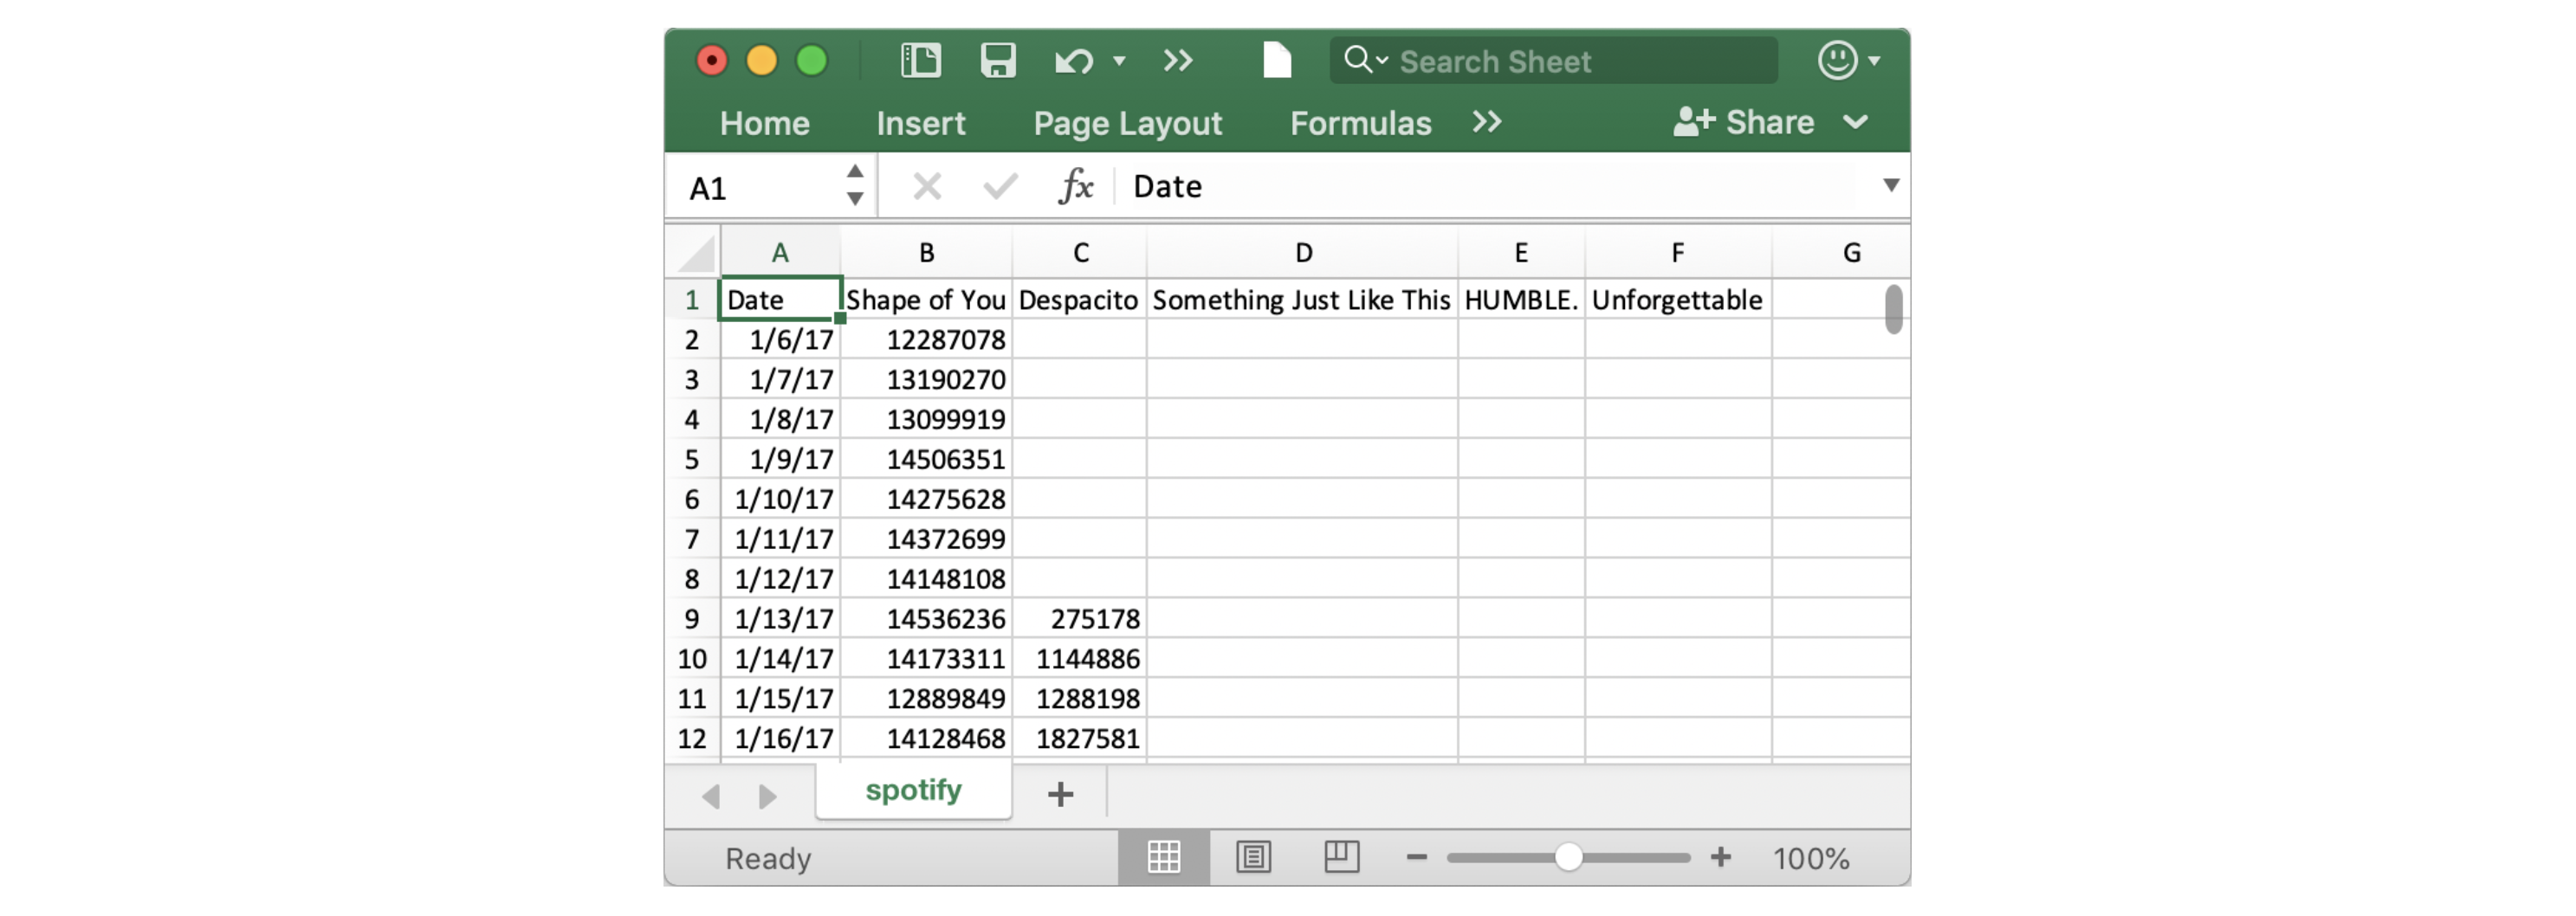 Search Sheet
Home Insert Page Layout Formulas Share
A1 fx Date
A B C D E F G
1 Date Shape of You Despacito Something Just Like This HUMBLE. Unforgettable
2 1/6/17 12287078
3 1/7/17 13190270
4 1/8/17 13099919
5 1/9/17 14506351
6 1/10/17 14275628
7 1/11/17 14372699
8 1/12/17 14148108
9 1/13/17 14536236 275178
10 1/14/17 14173311 1144886
11 1/15/17 12889849 1288198
12 1/16/17 14128468 1827581
spotify
Ready 100%